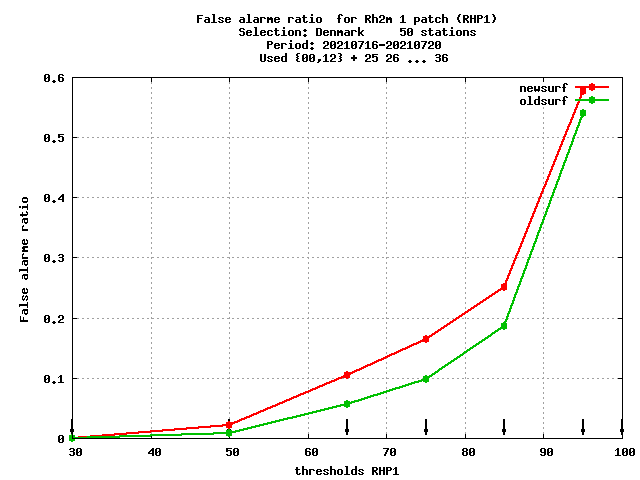 False alarme ratio  for Rh2m 1 patch (RHP1)
Selection: Denmark     50 stations
Period: 20210716-20210720
Used {00,12} + 25 26 ... 36
newsurf
oldsurf
0.6
0.5
0.4
0.3
0.2
0.1
0
False alarme ratio
30 40 50 60 70 80 90 100
thresholds RHP1